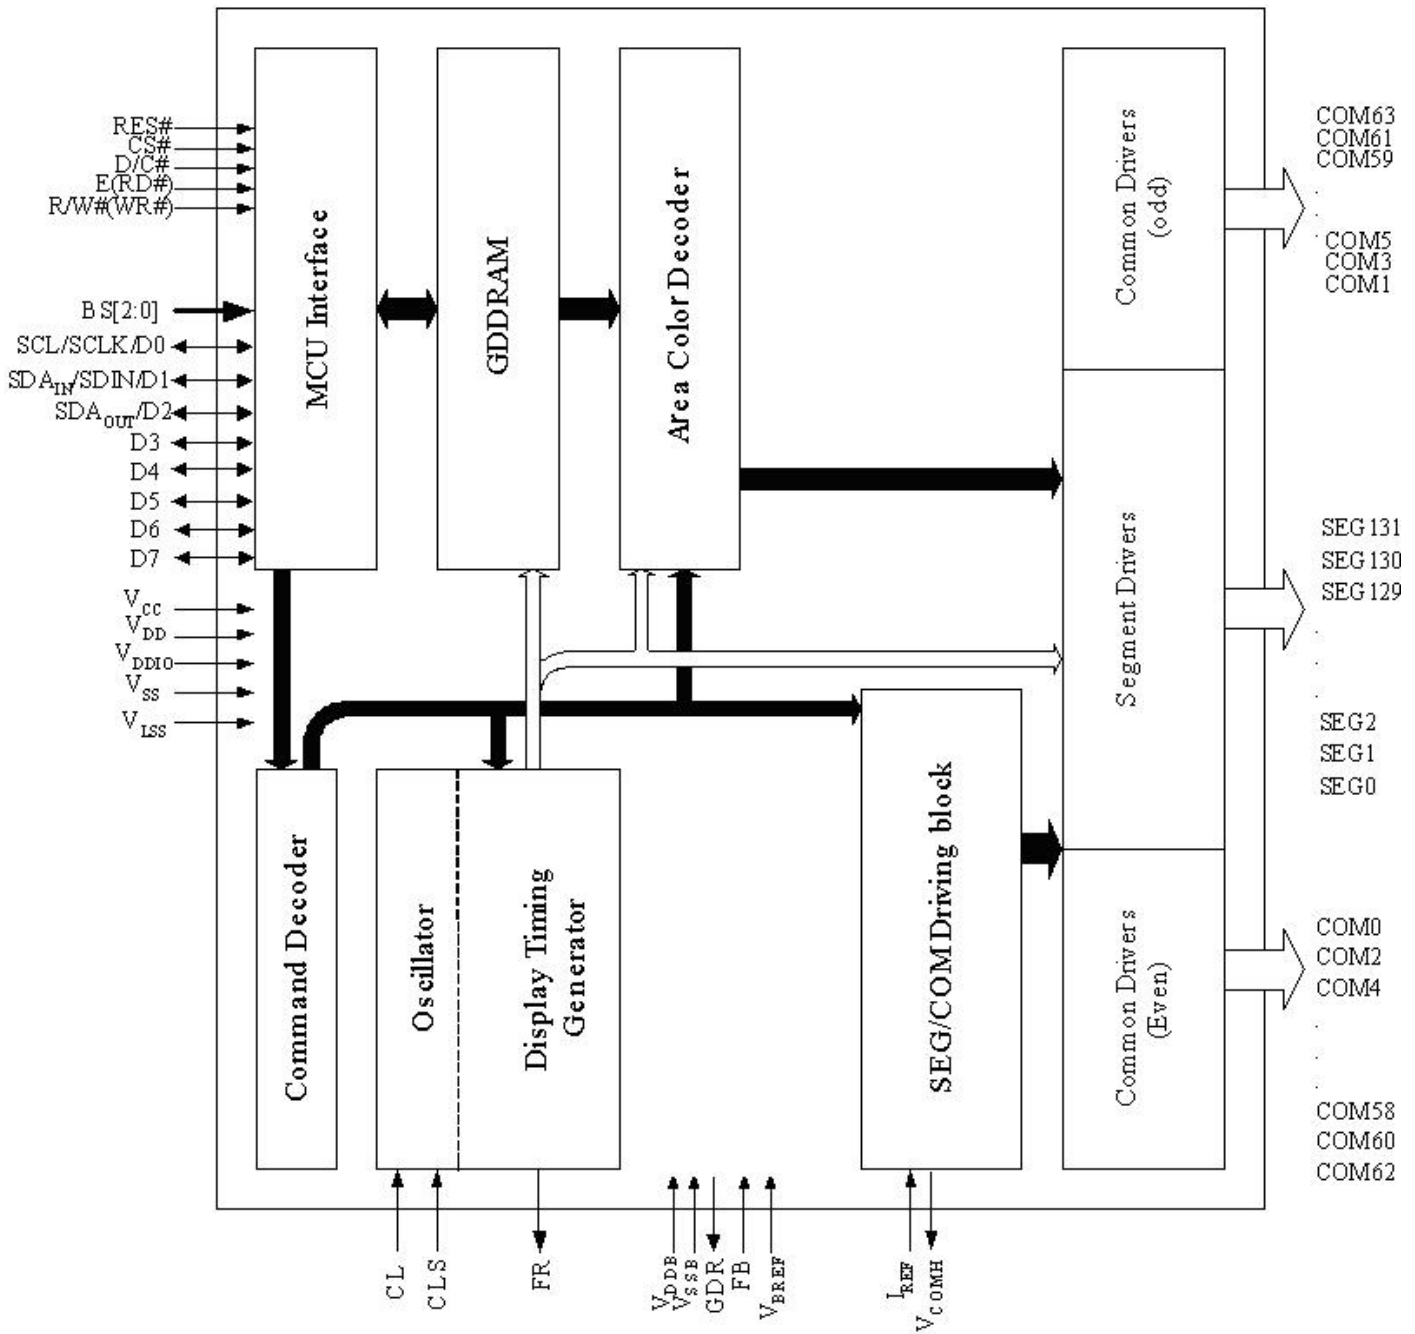 RES#
CS#
D/C#
E(RD#)
R/W#(WR#)
BS[2:0]
SCL/SCLK/D0
SDAIN/SDIN/D1
SDAOUT/D2
D3
D4
D5
D6
D7
VCC
VDD
VDDIO
VSS
VLSS
MCU Interface
GDDRAM
Area Color Decoder
Common Drivers
(odd)
Segment Drivers
Common Drivers
(Even)
Command Decoder
Oscillator
Display Timing
Generator
SEG/COM Driving block
COM63
COM61
COM59
.
.
.
COM5
COM3
COM1
SEG131
SEG130
SEG129
.
.
.
SEG2
SEG1
SEG0
COM0
COM2
COM4
.
.
.
COM58
COM60
COM62
CL
CLS
FR
VDDB
VSSB
GDR
FB
VBREF
IREF
VCOMH